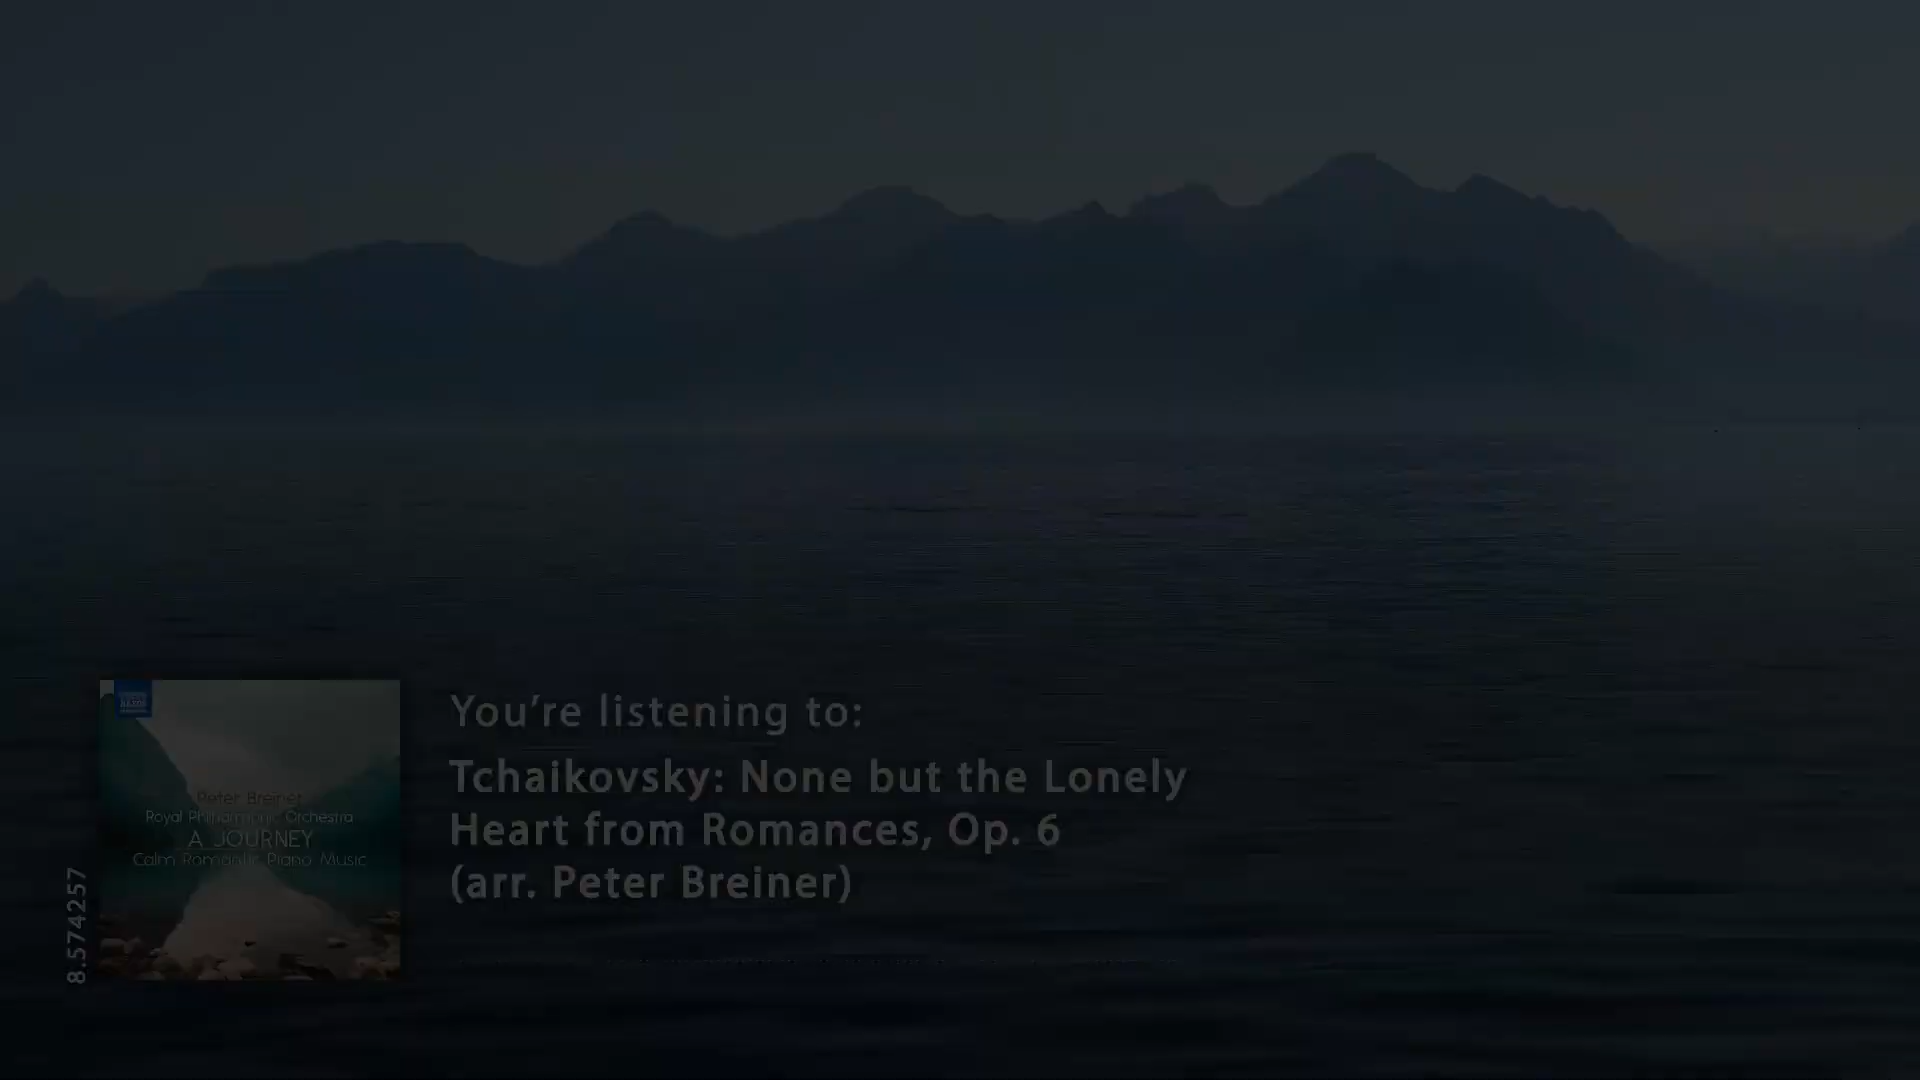 You’re listening to:
Tchaikovsky: None but the Lonely
Heart from Romances, Op. 6
(arr. Peter Breiner)
Peter Breiner
Royal Philharmonic Orchestra
A JOURNEY
Calm Romantic Piano Music
NAXOS
8.574257